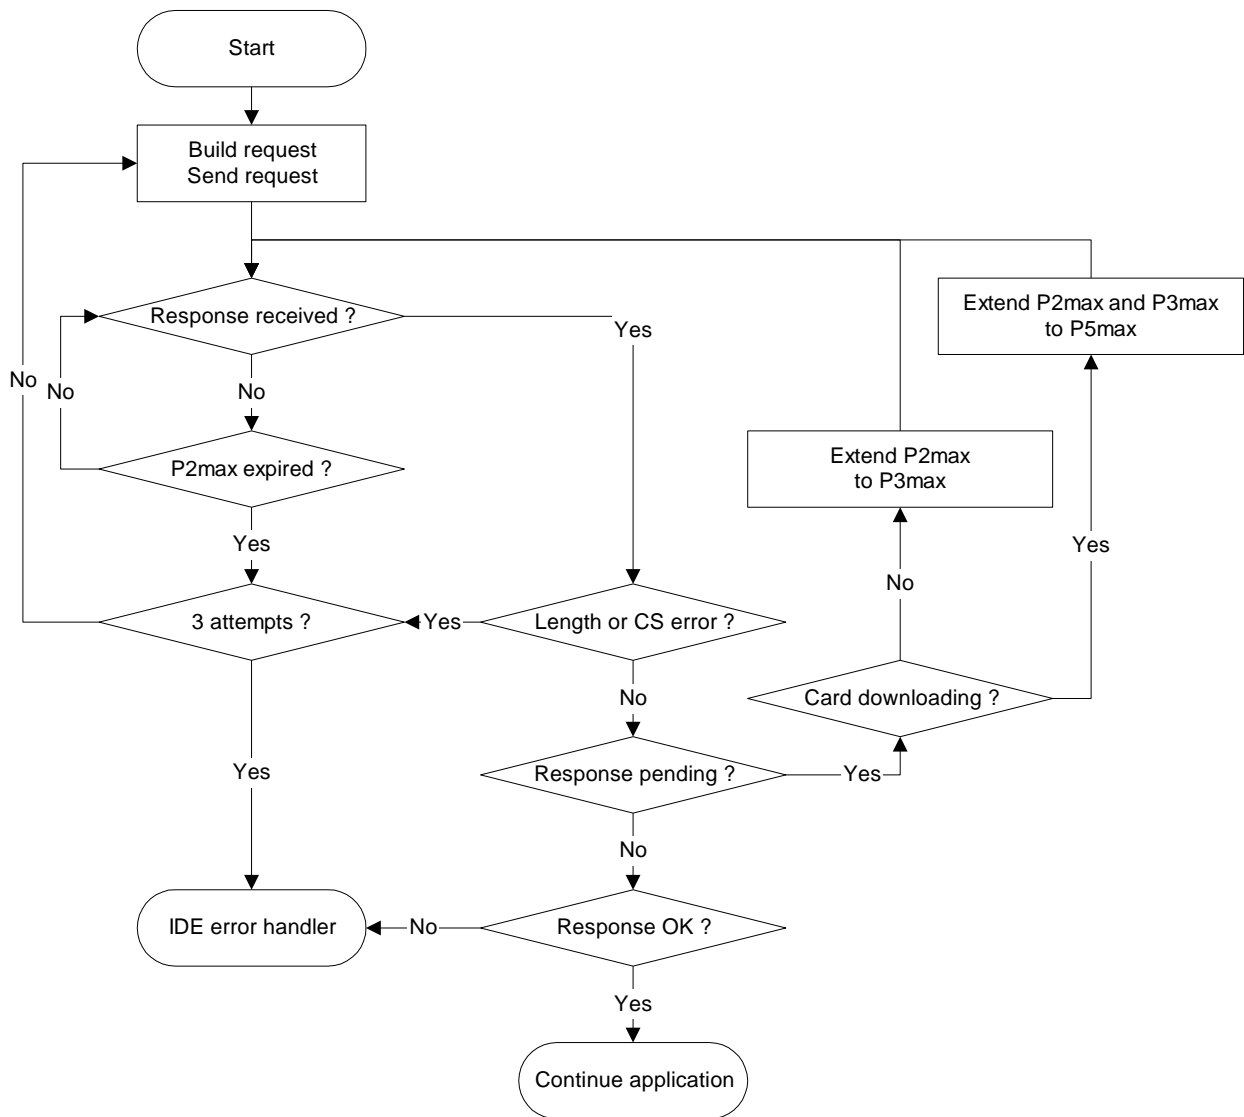 Start
Build request
Send request
Response received ?
Yes
Extend P2max and P3max
to P5max
No
No
No
P2max expired ?
Extend P2max
to P3max
Yes
Yes
No
3 attempts ?
Yes
Length or CS error ?
No
Card downloading ?
Yes
Response pending ?
Yes
No
IDE error handler
No
Response OK ?
Yes
Continue application